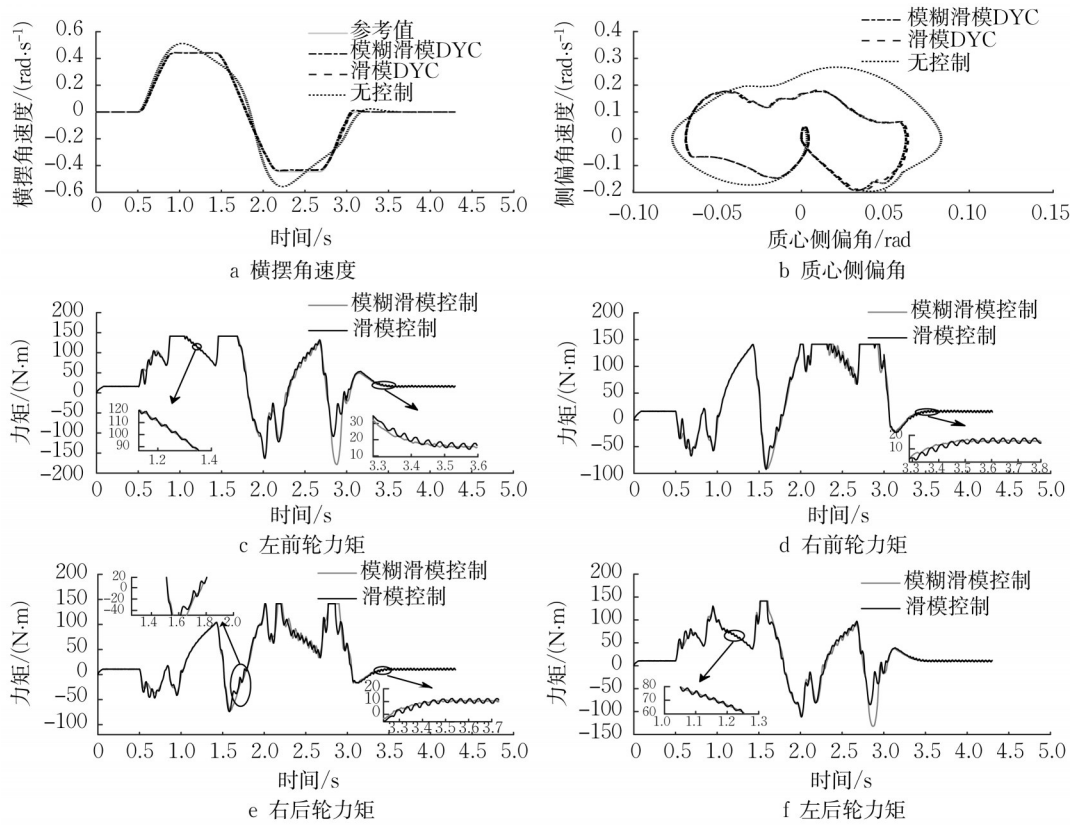 横摆角速度/(rad·s⁻¹)
0.6
0.4
0.2
0
-0.2
-0.4
-0.6
参考值
模糊滑模DYC
滑模DYC
无控制
0 0.5 1.0 1.5 2.0 2.5 3.0 3.5 4.0 4.5 5.0
时间/s
a 横摆角速度
侧偏角速度/(rad·s⁻¹)
0.4
0.3
0.2
0.1
0
-0.1
-0.2
模糊滑模DYC
滑模DYC
无控制
-0.10 -0.05 0 0.05 0.10 0.15
质心侧偏角/rad
b 质心侧偏角
力矩/(N·m)
200
150
100
50
0
-50
-100
-150
-200
模糊滑模控制
滑模控制
120
110
100
90
1.2 1.4
30
20
10
3.3 3.4 3.5 3.6
0 0.5 1.0 1.5 2.0 2.5 3.0 3.5 4.0 4.5 5.0
时间/s
c 左前轮力矩
力矩/(N·m)
200
150
100
50
0
-50
-100
模糊滑模控制
滑模控制
20
10
3.3 3.4 3.5 3.6 3.7 3.8
0 0.5 1.0 1.5 2.0 2.5 3.0 3.5 4.0 4.5 5.0
时间/s
d 右前轮力矩
力矩/(N·m)
200
150
100
50
0
-50
-100
模糊滑模控制
滑模控制
20
0
-20
-40
1.4 1.6 1.8 2.0
20
10
0
3.3 3.4 3.5 3.6 3.7
0 0.5 1.0 1.5 2.0 2.5 3.0 3.5 4.0 4.5 5.0
时间/s
e 右后轮力矩
力矩/(N·m)
200
150
100
50
0
-50
-100
-150
模糊滑模控制
滑模控制
80
70
60
1.0 1.1 1.2 1.3
0 0.5 1.0 1.5 2.0 2.5 3.0 3.5 4.0 4.5 5.0
时间/s
f 左后轮力矩